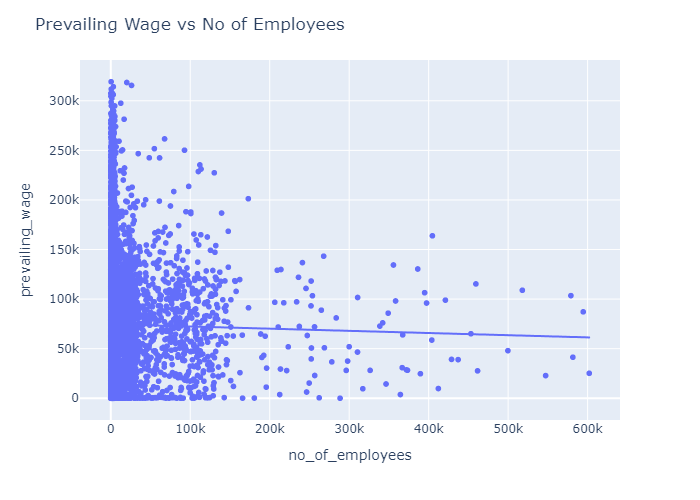 Prevailing Wage vs No of Employees
300k
250k
200k
150k
100k
50k
0
prevailing_wage
0 100k 200k 300k 400k 500k 600k
no_of_employees